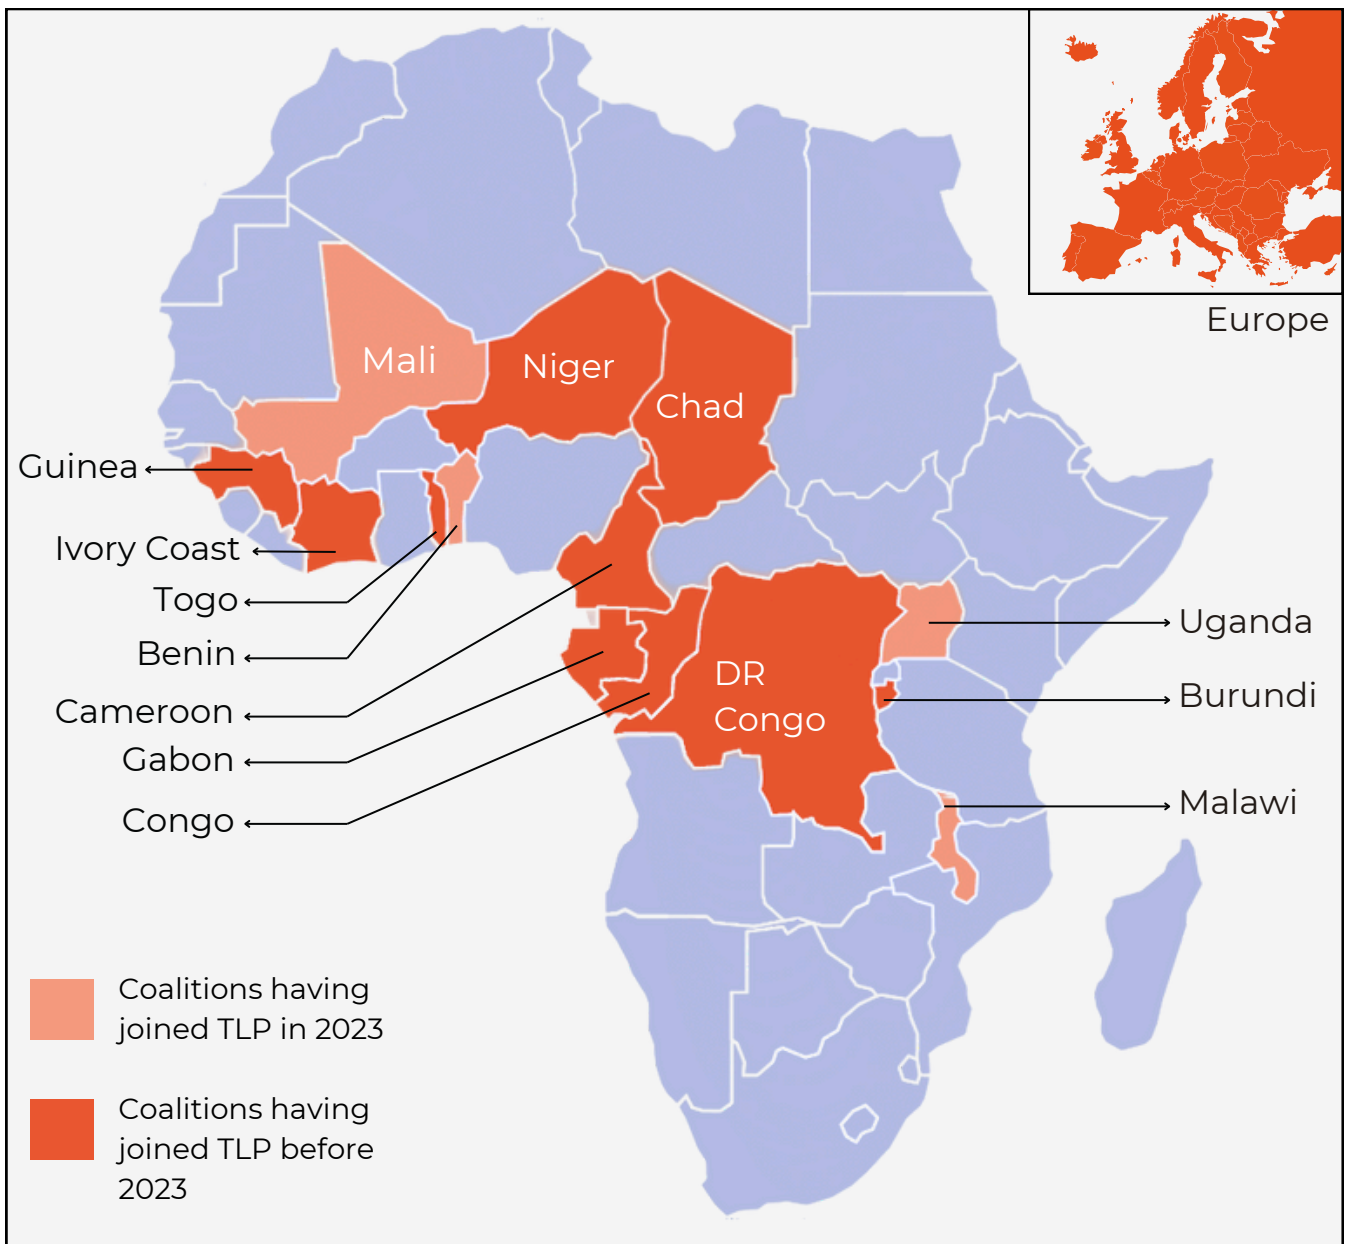 Europe
Mali
Niger
Chad
Guinea
Ivory Coast
Togo
Benin
Cameroon
Gabon
Congo
DR
Congo
Uganda
Burundi
Malawi
Coalitions having
joined TLP in 2023
Coalitions having
joined TLP before
2023